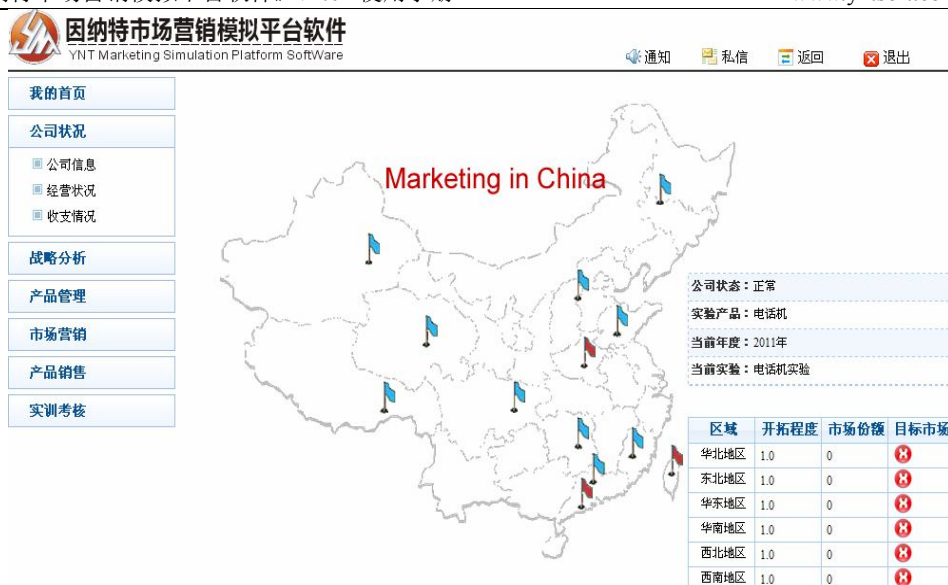 因纳特市场营销模拟平台软件
YNT Marketing Simulation Platform SoftWare
通知 私信 返回 退出
我的首页
公司状况
公司信息
经营状况
收支情况
战略分析
产品管理
市场营销
产品销售
实训考核
Marketing in China
公司状态：正常
实验产品：电话机
当前年度：2011年
当前实验：电话机实验
区域 开拓程度 市场份额 目标市场
华北地区 1.0 0
东北地区 1.0 0
华东地区 1.0 0
华南地区 1.0 0
西北地区 1.0 0
西南地区 1.0 0